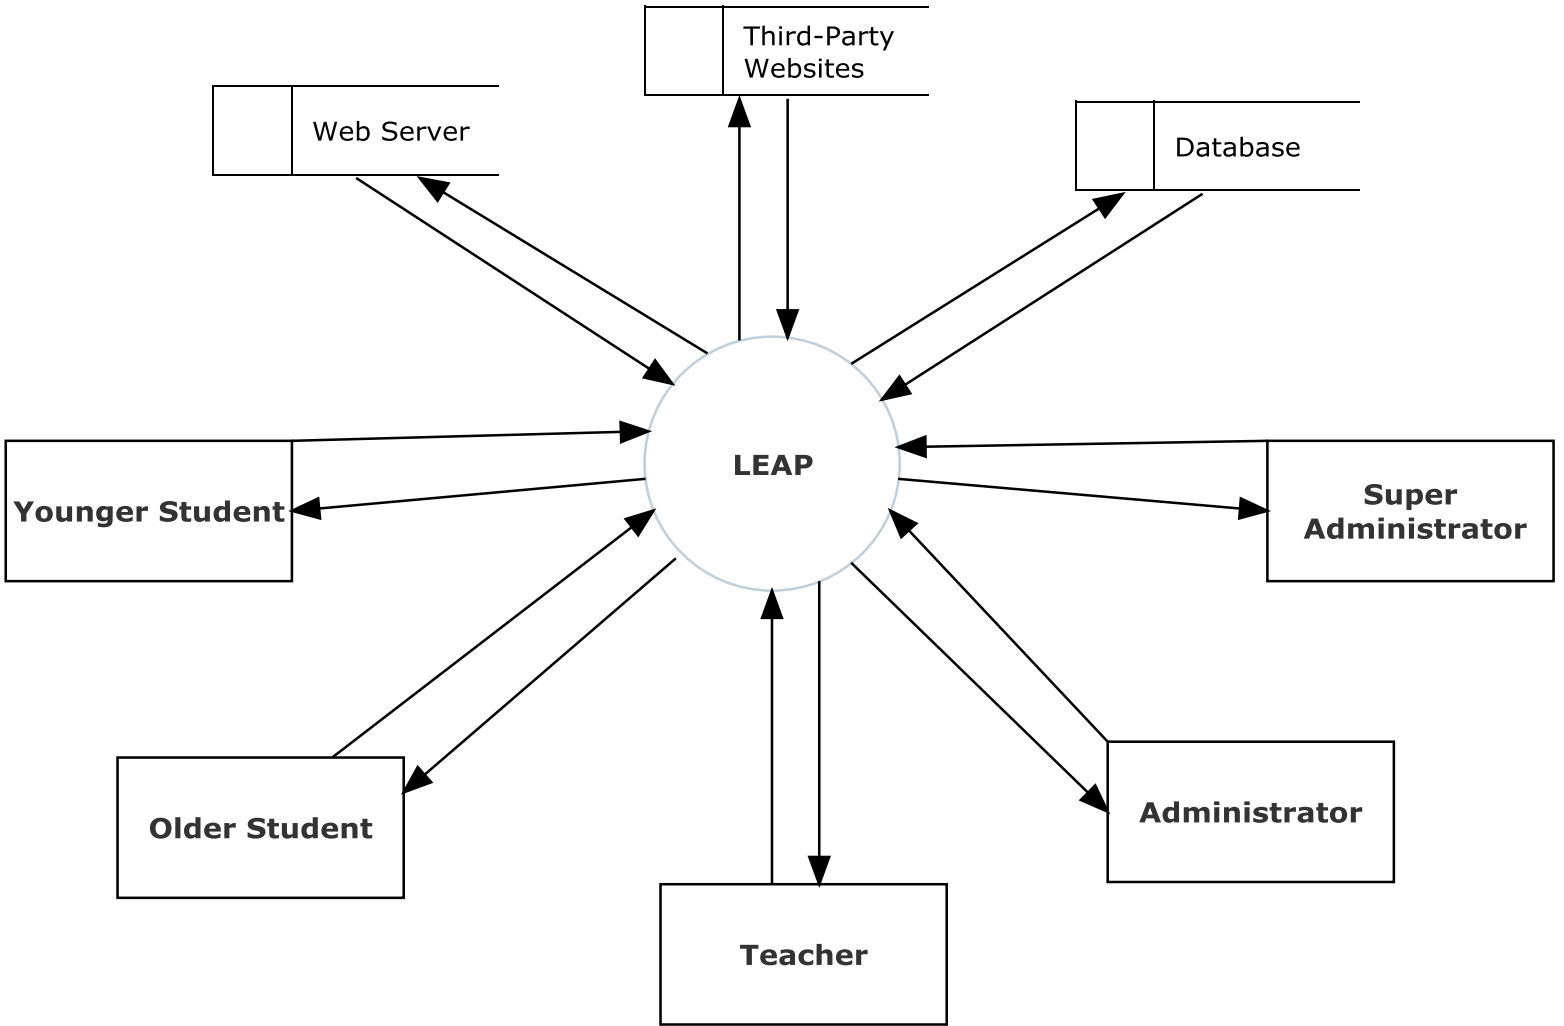 Third-Party
Websites
Web Server
Database
LEAP
Younger Student
Super
Administrator
Older Student
Administrator
Teacher